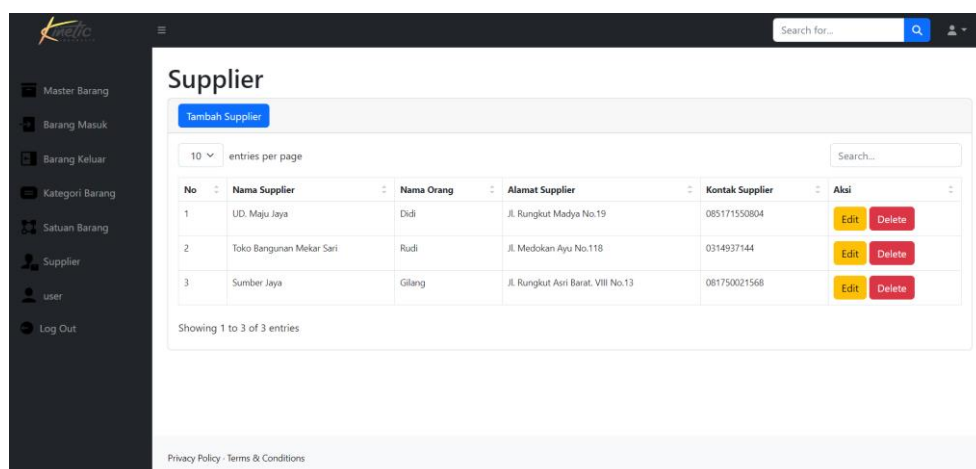 Kinetic
Search for...
Master Barang
Barang Masuk
Barang Keluar
Kategori Barang
Satuan Barang
Supplier
user
Log Out
Supplier
Tambah Supplier
10 entries per page
Search...
No Nama Supplier Nama Orang Alamat Supplier Kontak Supplier Aksi
1 UD. Maju Jaya Didi Jl. Rungkut Madya No.19 085171550804 Edit Delete
2 Toko Bangunan Mekar Sari Rudi Jl. Medokan Ayu No.118 0314937144 Edit Delete
3 Sumber Jaya Gilang Jl. Rungkut Asri Barat. VIII No.13 081750021568 Edit Delete
Showing 1 to 3 of 3 entries
Privacy Policy · Terms & Conditions